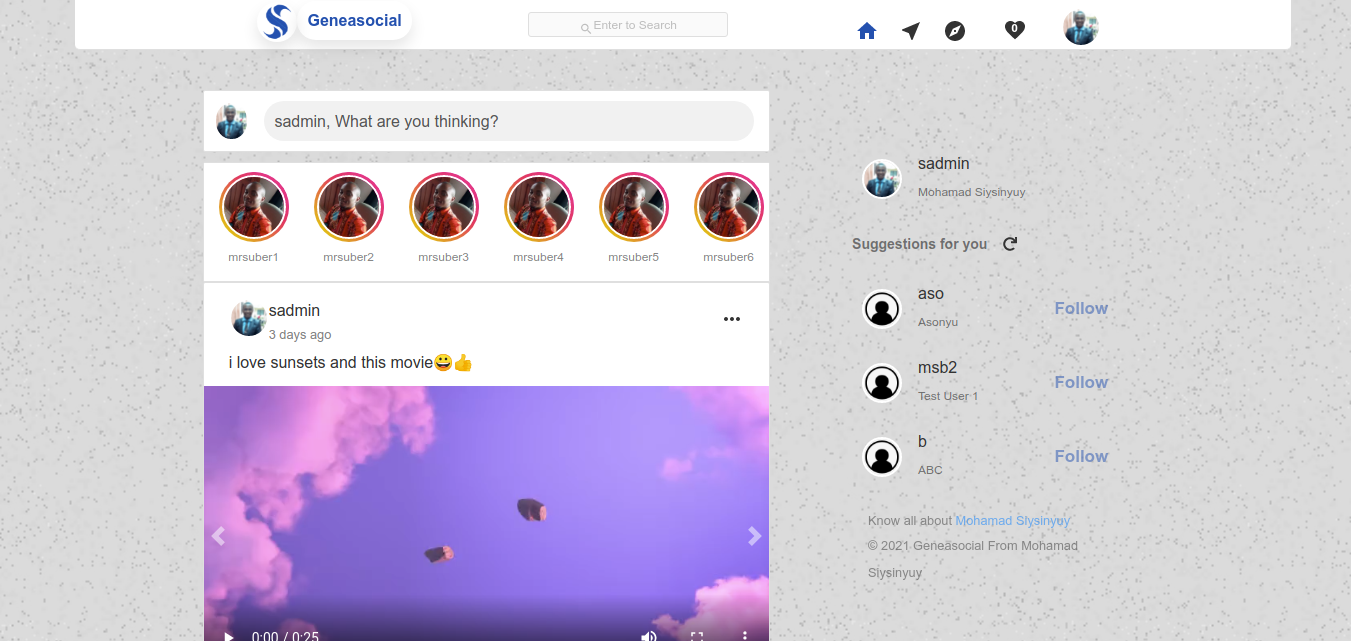 Geneasocial
Enter to Search
0
sadmin, What are you thinking?
mrsuber1 mrsuber2 mrsuber3 mrsuber4 mrsuber5 mrsuber6
sadmin
3 days ago
i love sunsets and this movie😀👍
0:00 / 0:25
sadmin
Mohamad Siysinyuy
Suggestions for you
aso
Asonyu
Follow
msb2
Test User 1
Follow
b
ABC
Follow
Know all about Mohamad SIysinyuy
© 2021 Geneasocial From Mohamad
Siysinyuy